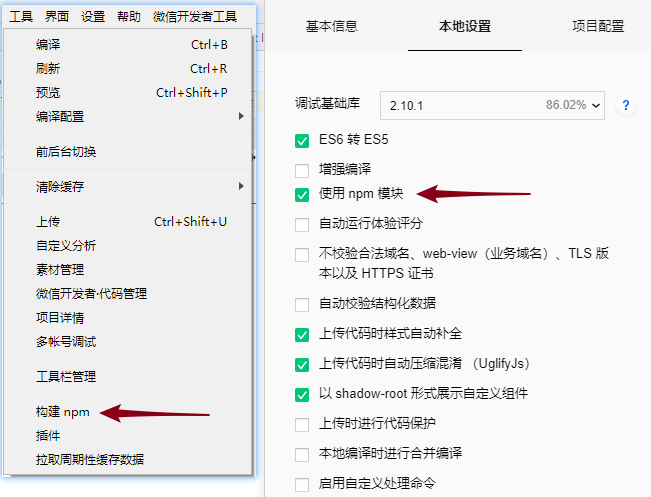 工具 界面 设置 帮助 微信开发者工具
编译 Ctrl+B
刷新 Ctrl+R
预览 Ctrl+Shift+P
编译配置
前后台切换
清除缓存
上传 Ctrl+Shift+U
自定义分析
素材管理
微信开发者·代码管理
项目详情
多帐号调试
工具栏管理
构建 npm
插件
拉取周期性缓存数据
基本信息 本地设置 项目配置
调试基础库 2.10.1 86.02% ?
ES6 转 ES5
增强编译
使用 npm 模块
自动运行体验评分
不校验合法域名、web-view（业务域名）、TLS 版
本以及 HTTPS 证书
自动校验结构化数据
上传代码时样式自动补全
上传代码时自动压缩混淆 （UglifyJs）
以 shadow-root 形式展示自定义组件
上传时进行代码保护
本地编译时进行合并编译
启用自定义处理命令